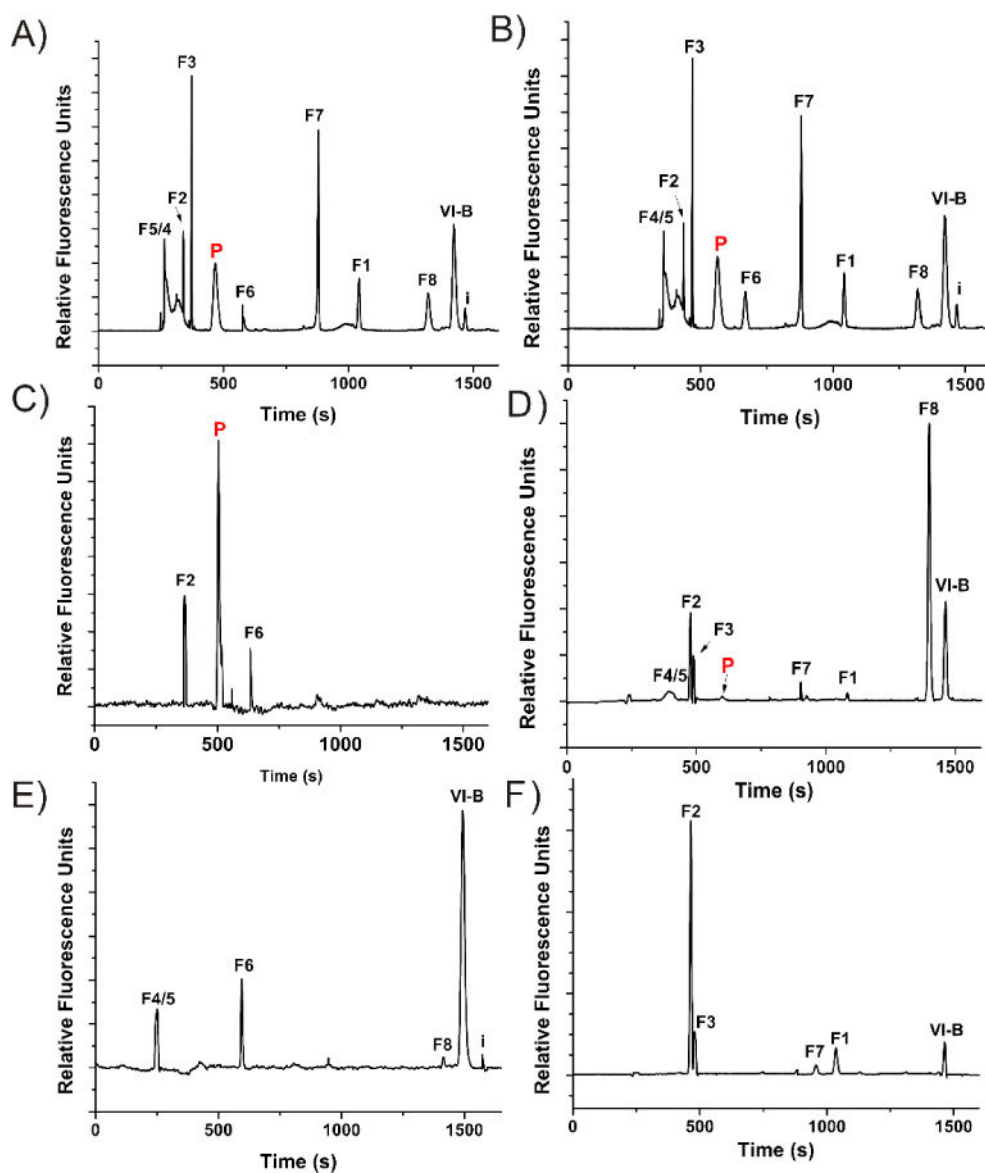 A)
Relative Fluorescence Units
F3
F2
F5/4
P
F6
F7
F1
F8
VI-B
i
0 500 1000 1500
Time (s)
B)
Relative Fluorescence Units
F3
F2
F4/5
P
F6
F7
F1
F8
VI-B
i
0 500 1000 1500
Time (s)
C)
Relative Fluorescence Units
P
F2
F6
0 500 1000 1500
Time (s)
D)
Relative Fluorescence Units
F8
F2
F3
F4/5
P
F7
F1
VI-B
0 500 1000 1500
Time (s)
E)
Relative Fluorescence Units
VI-B
F6
F4/5
F8
i
0 500 1000 1500
Time (s)
F)
Relative Fluorescence Units
F2
F3
F7
F1
VI-B
0 500 1000 1500
Time (s)